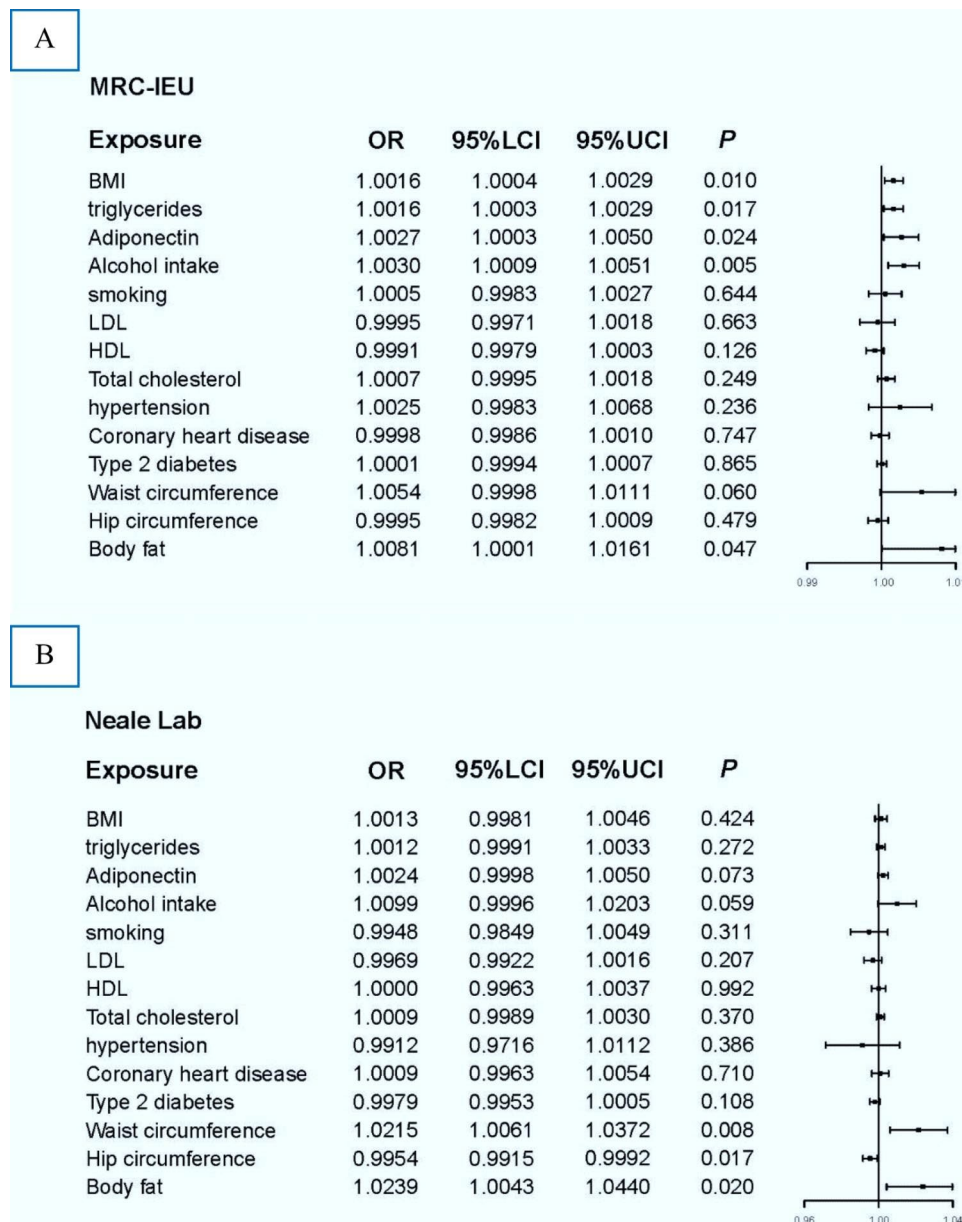 A
MRC-IEU
Exposure OR 95%LCI 95%UCI P
BMI 1.0016 1.0004 1.0029 0.010
triglycerides 1.0016 1.0003 1.0029 0.017
Adiponectin 1.0027 1.0003 1.0050 0.024
Alcohol intake 1.0030 1.0009 1.0051 0.005
smoking 1.0005 0.9983 1.0027 0.644
LDL 0.9995 0.9971 1.0018 0.663
HDL 0.9991 0.9979 1.0003 0.126
Total cholesterol 1.0007 0.9995 1.0018 0.249
hypertension 1.0025 0.9983 1.0068 0.236
Coronary heart disease 0.9998 0.9986 1.0010 0.747
Type 2 diabetes 1.0001 0.9994 1.0007 0.865
Waist circumference 1.0054 0.9998 1.0111 0.060
Hip circumference 0.9995 0.9982 1.0009 0.479
Body fat 1.0081 1.0001 1.0161 0.047
0.99 1.00 1.0
B
Neale Lab
Exposure OR 95%LCI 95%UCI P
BMI 1.0013 0.9981 1.0046 0.424
triglycerides 1.0012 0.9991 1.0033 0.272
Adiponectin 1.0024 0.9998 1.0050 0.073
Alcohol intake 1.0099 0.9996 1.0203 0.059
smoking 0.9948 0.9849 1.0049 0.311
LDL 0.9969 0.9922 1.0016 0.207
HDL 1.0000 0.9963 1.0037 0.992
Total cholesterol 1.0009 0.9989 1.0030 0.370
hypertension 0.9912 0.9716 1.0112 0.386
Coronary heart disease 1.0009 0.9963 1.0054 0.710
Type 2 diabetes 0.9979 0.9953 1.0005 0.108
Waist circumference 1.0215 1.0061 1.0372 0.008
Hip circumference 0.9954 0.9915 0.9992 0.017
Body fat 1.0239 1.0043 1.0440 0.020
0.96 1.00 1.04